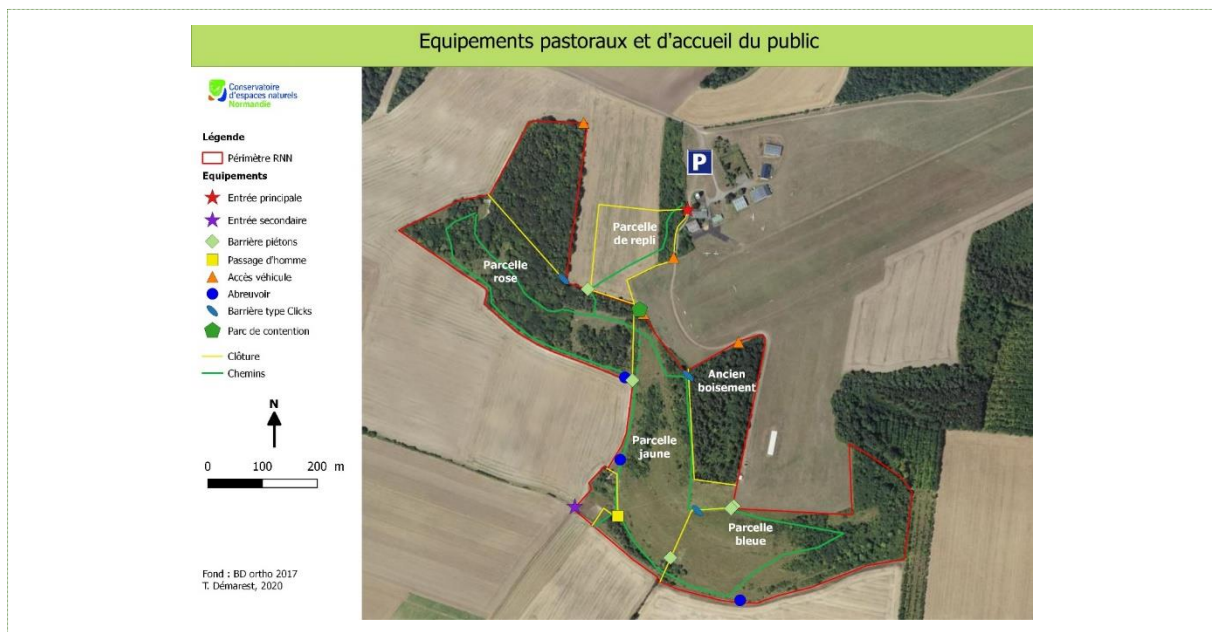 Equipements pastoraux et d'accueil du public
Conservatoire
d'espaces naturels
Normandie
Légende
Périmètre RNN
Equipements
Entrée principale
Entrée secondaire
Barrière piétons
Passage d'homme
Accès véhicule
Abreuvoir
Barrière type Clicks
Parc de contention
Clôture
Chemins
N
0 100 200 m
Fond : BD ortho 2017
T. Démarest, 2020
P
Parcelle
de repli
Parcelle
rose
Ancien
boisement
Parcelle
jaune
Parcelle
bleue